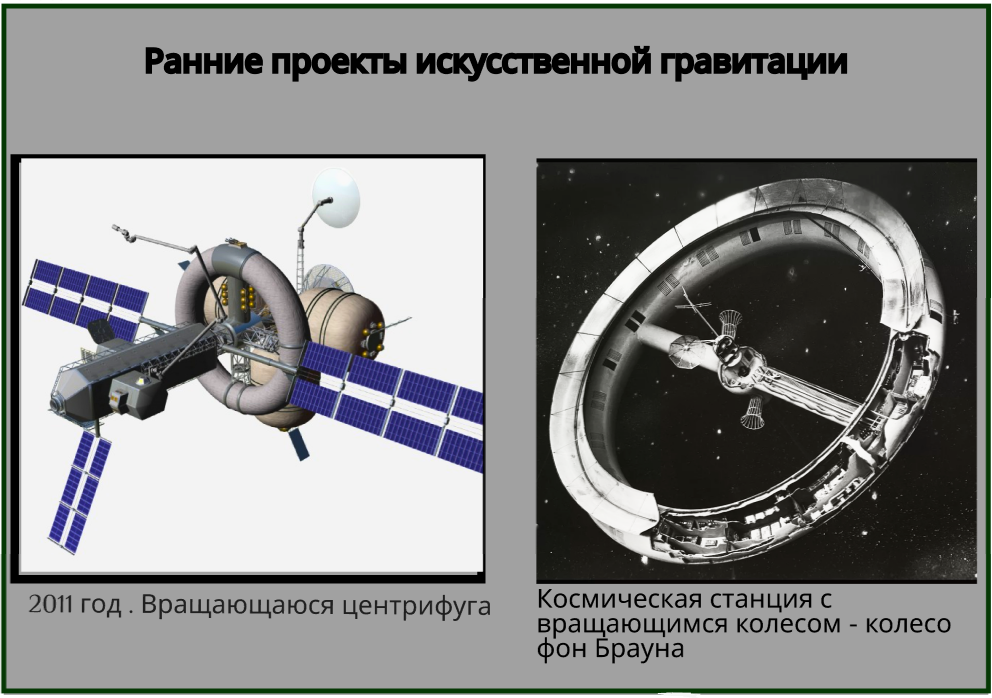 Ранние проекты искусственной гравитации
2011 год . Вращающаюся центрифуга
Космическая станция с
вращающимся колесом - колесо
фон Брауна